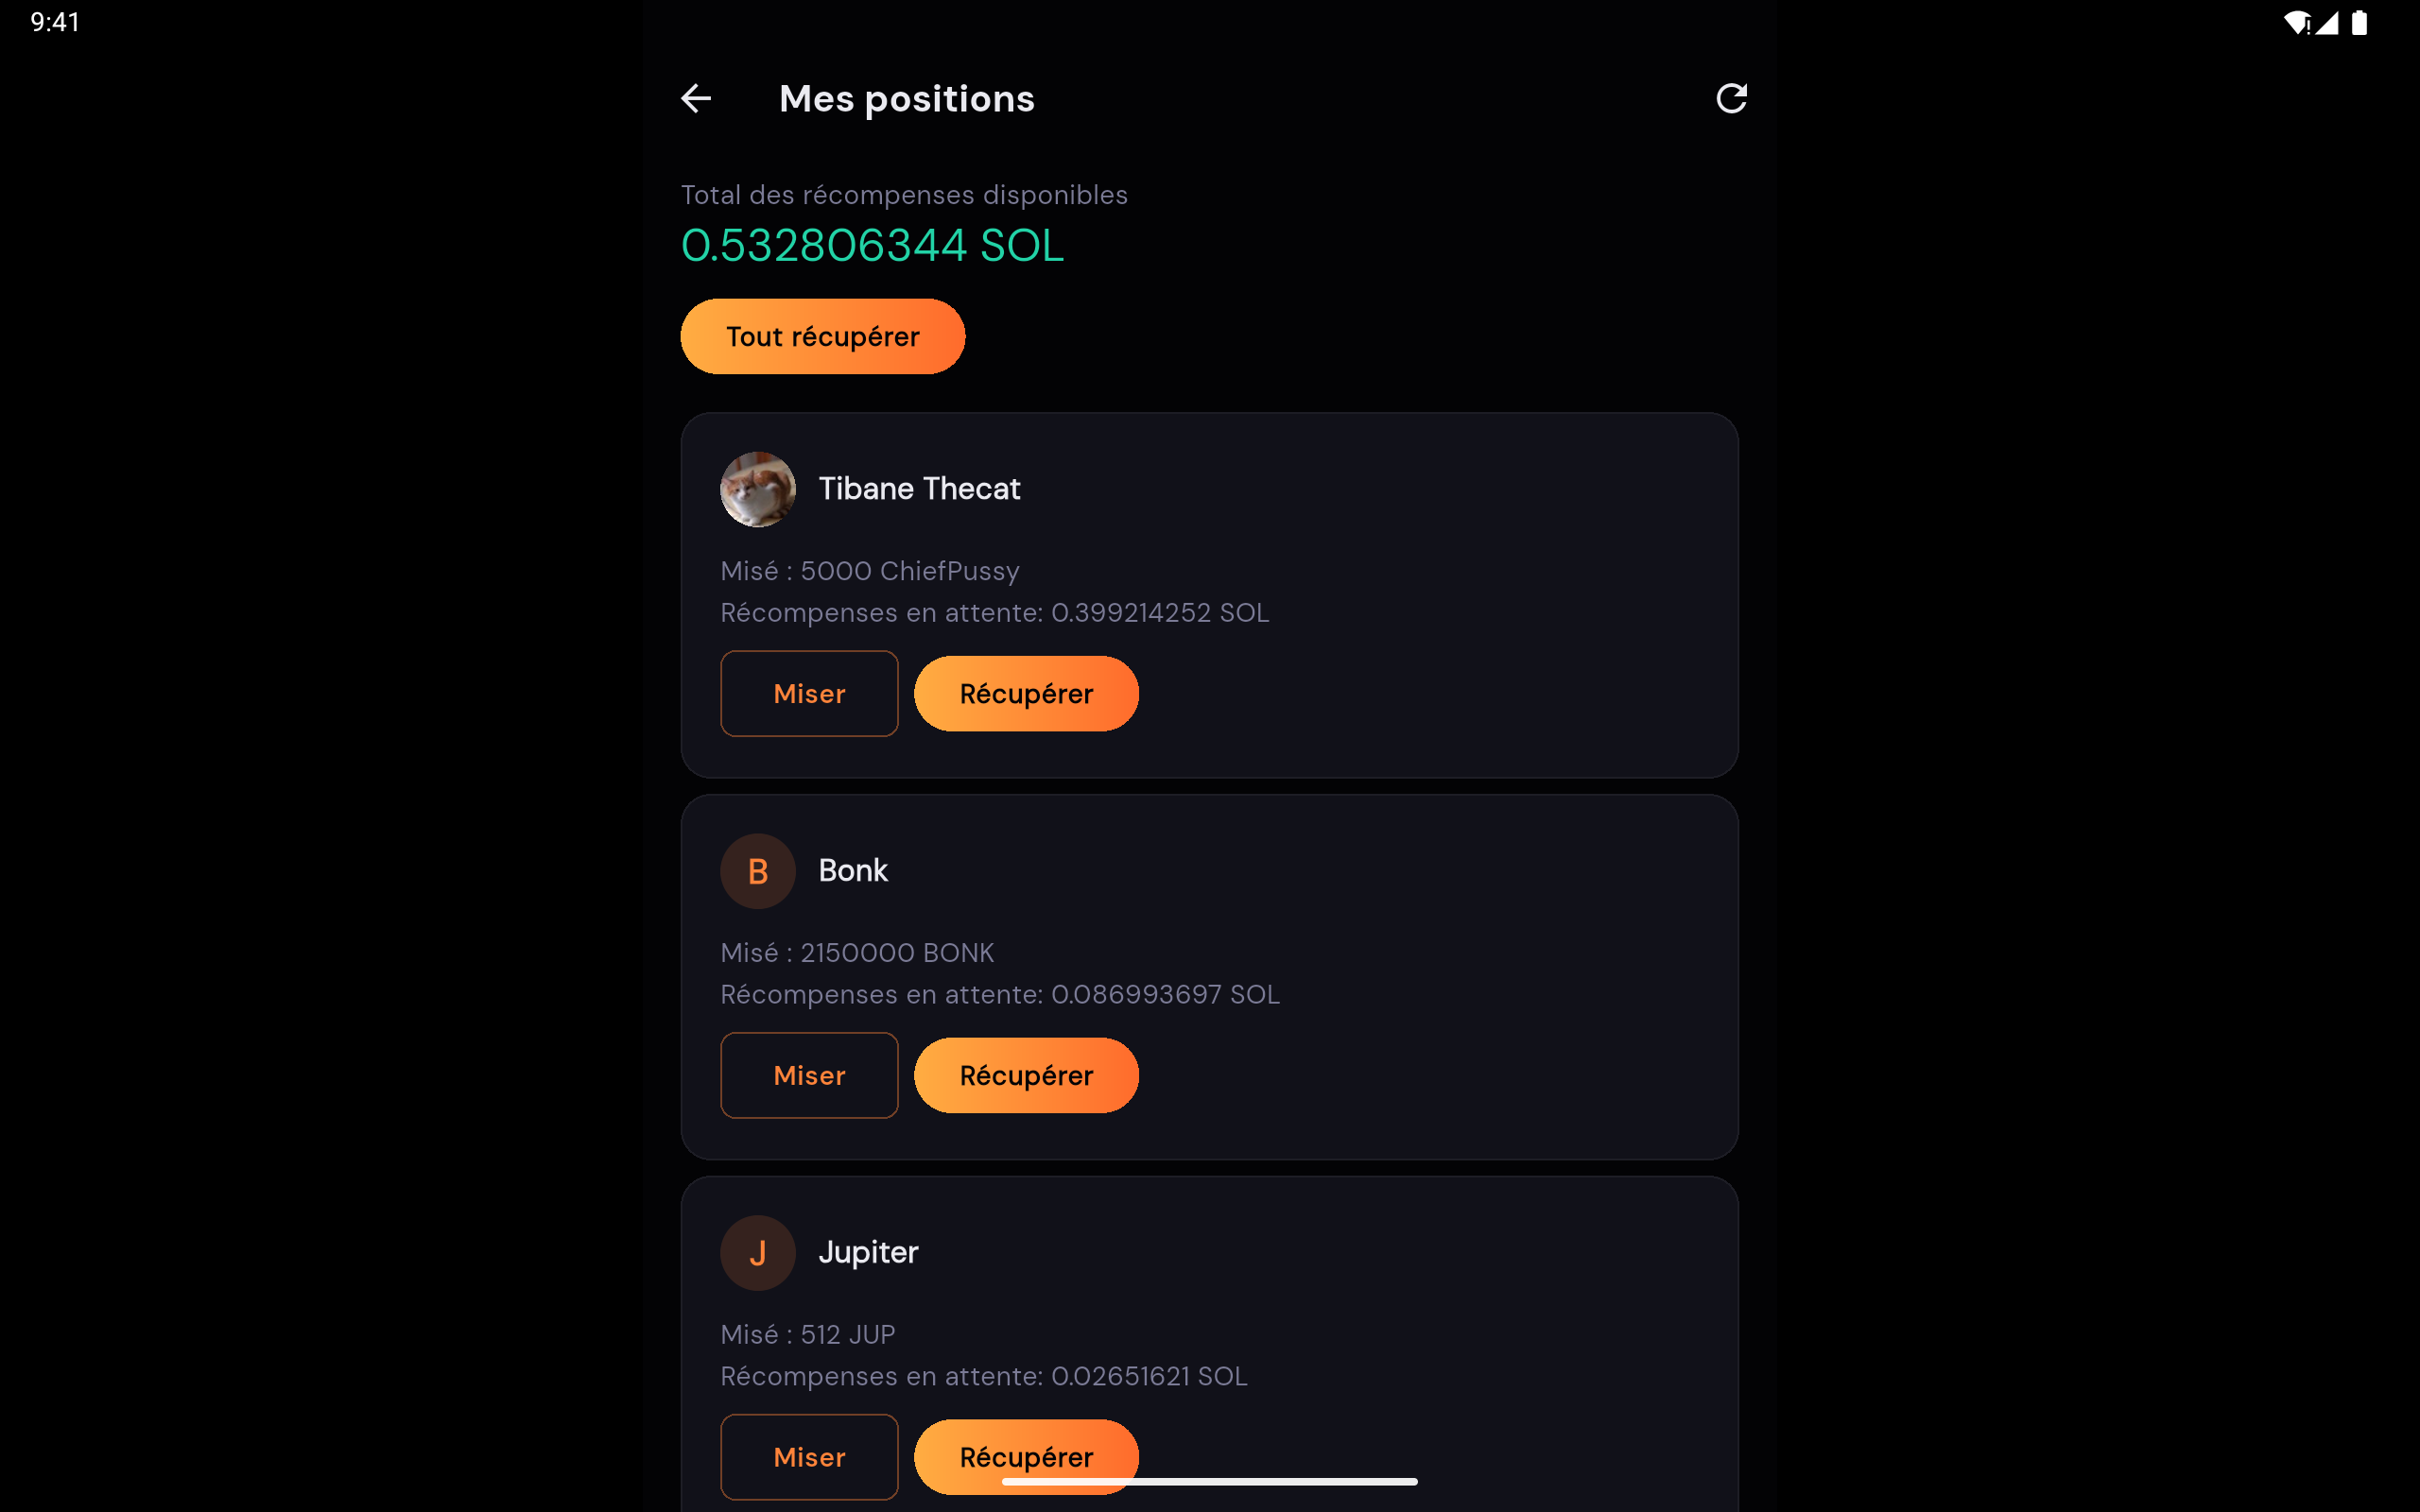 9:41
Mes positions
Total des récompenses disponibles
0.532806344 SOL
Tout récupérer
Tibane Thecat
Misé : 5000 ChiefPussy
Récompenses en attente: 0.399214252 SOL
Miser
Récupérer
B
Bonk
Misé : 2150000 BONK
Récompenses en attente: 0.086993697 SOL
Miser
Récupérer
J
Jupiter
Misé : 512 JUP
Récompenses en attente: 0.02651621 SOL
Miser
Récupérer